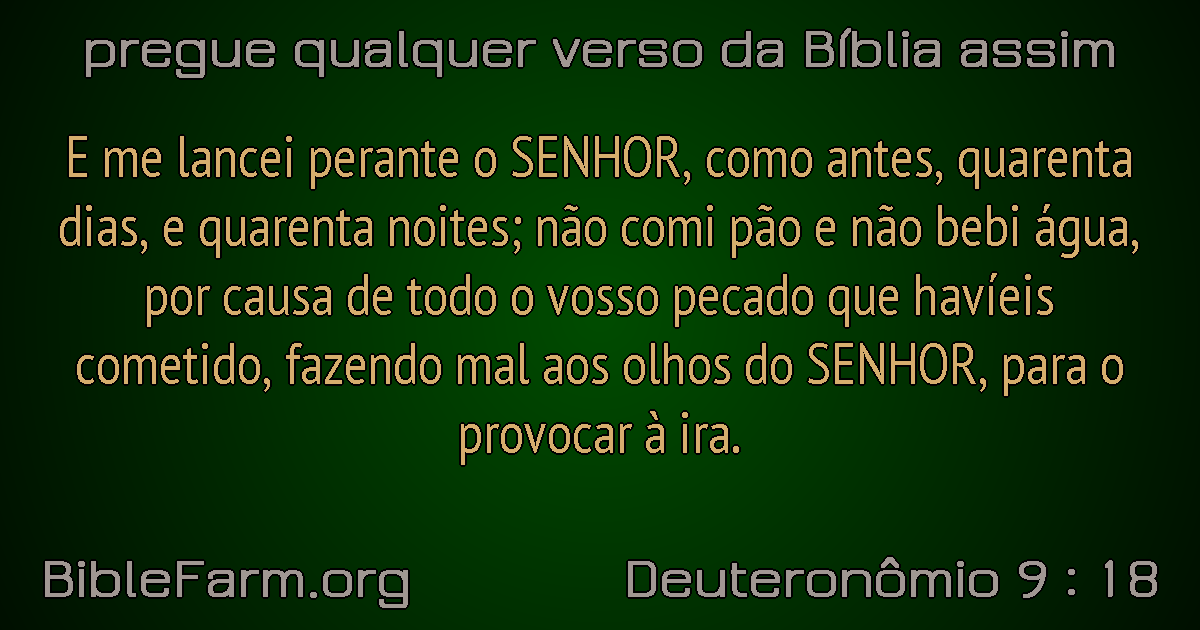 pregue qualquer verso da Bíblia assim
E me lancei perante o SENHOR, como antes, quarenta
dias, e quarenta noites; não comi pão e não bebi água,
por causa de todo o vosso pecado que havíeis
cometido, fazendo mal aos olhos do SENHOR, para o
provocar à ira.
BibleFarm.org
Deuteronômio 9 : 18